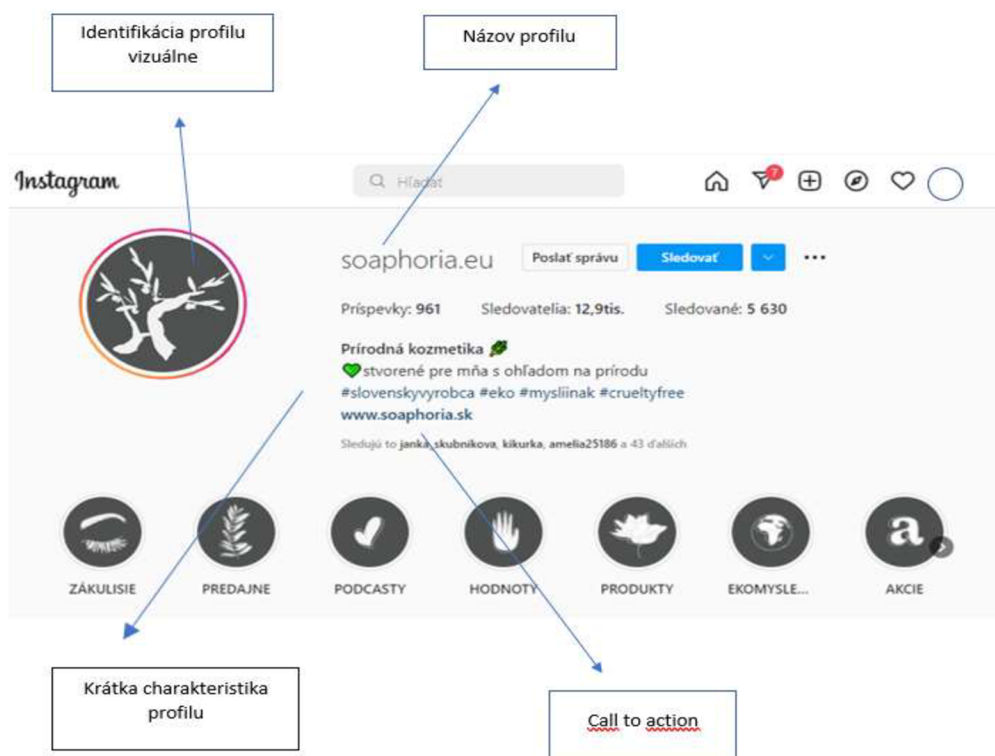 Identifikácia profilu
vizuálne
Názov profilu
Instagram
Hľadať
7
soaphoria.eu
Poslať správu
Sledovať
Príspevky: 961
Sledovatelia: 12,9tis.
Sledované: 5 630
Prírodná kozmetika
stvorené pre mňa s ohľadom na prírodu
#slovenskyvyrobca #eko #mysliinak #crueltyfree
www.soaphoria.sk
Sledujú to janka_skubnikova, kikurka, amelia25186 a 43 ďalších
a
ZÁKULISIE
PREDAJNE
PODCASTY
HODNOTY
PRODUKTY
EKOMYSLE...
AKCIE
Krátka charakteristika
profilu
Call to action